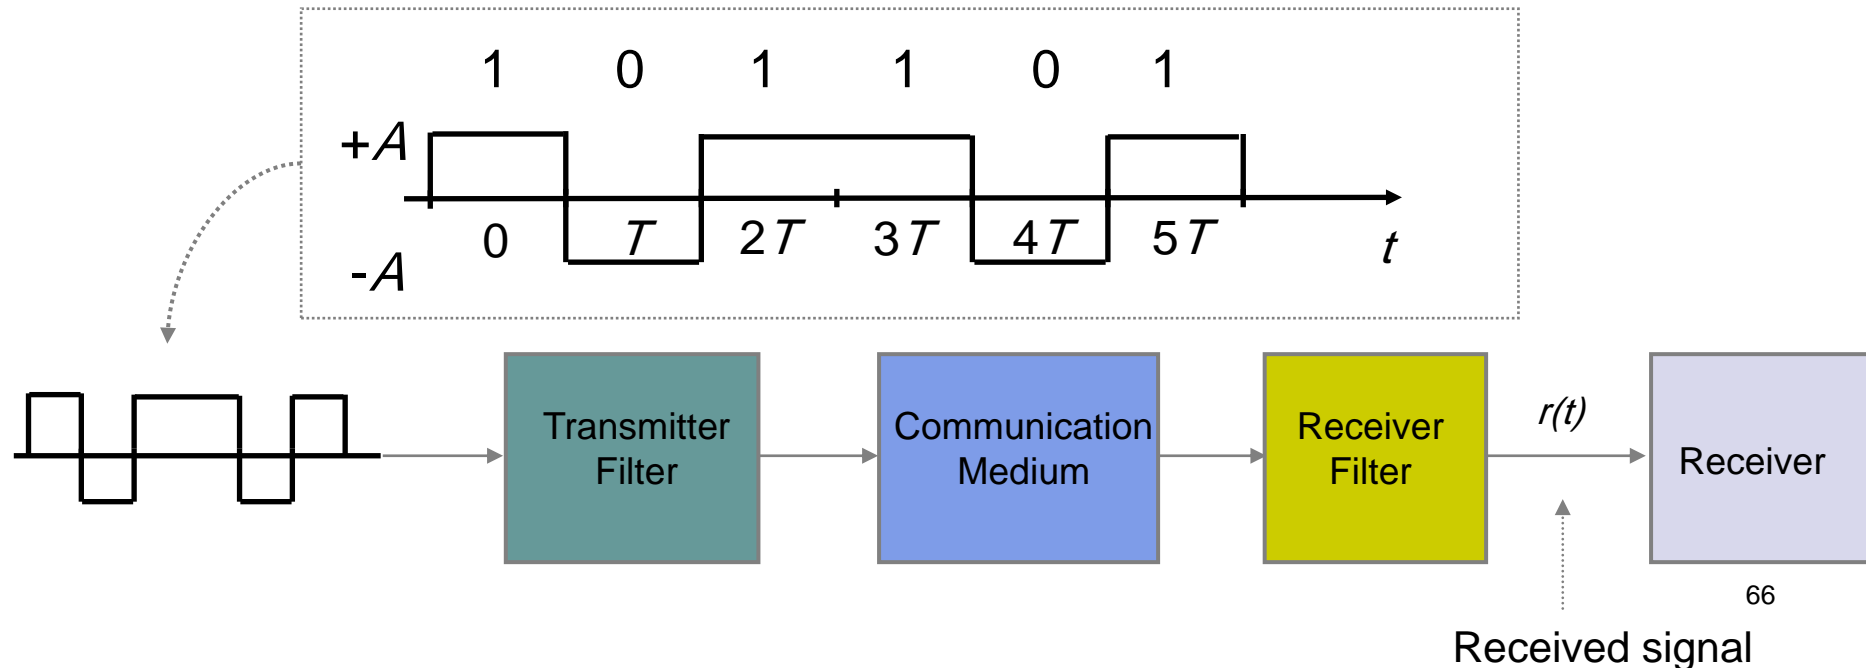 1 0 1 1 0 1
+A
0 T 2T 3T 4T 5T t
-A
Transmitter
Filter
Communication
Medium
Receiver
Filter
r(t)
Receiver
66
Received signal